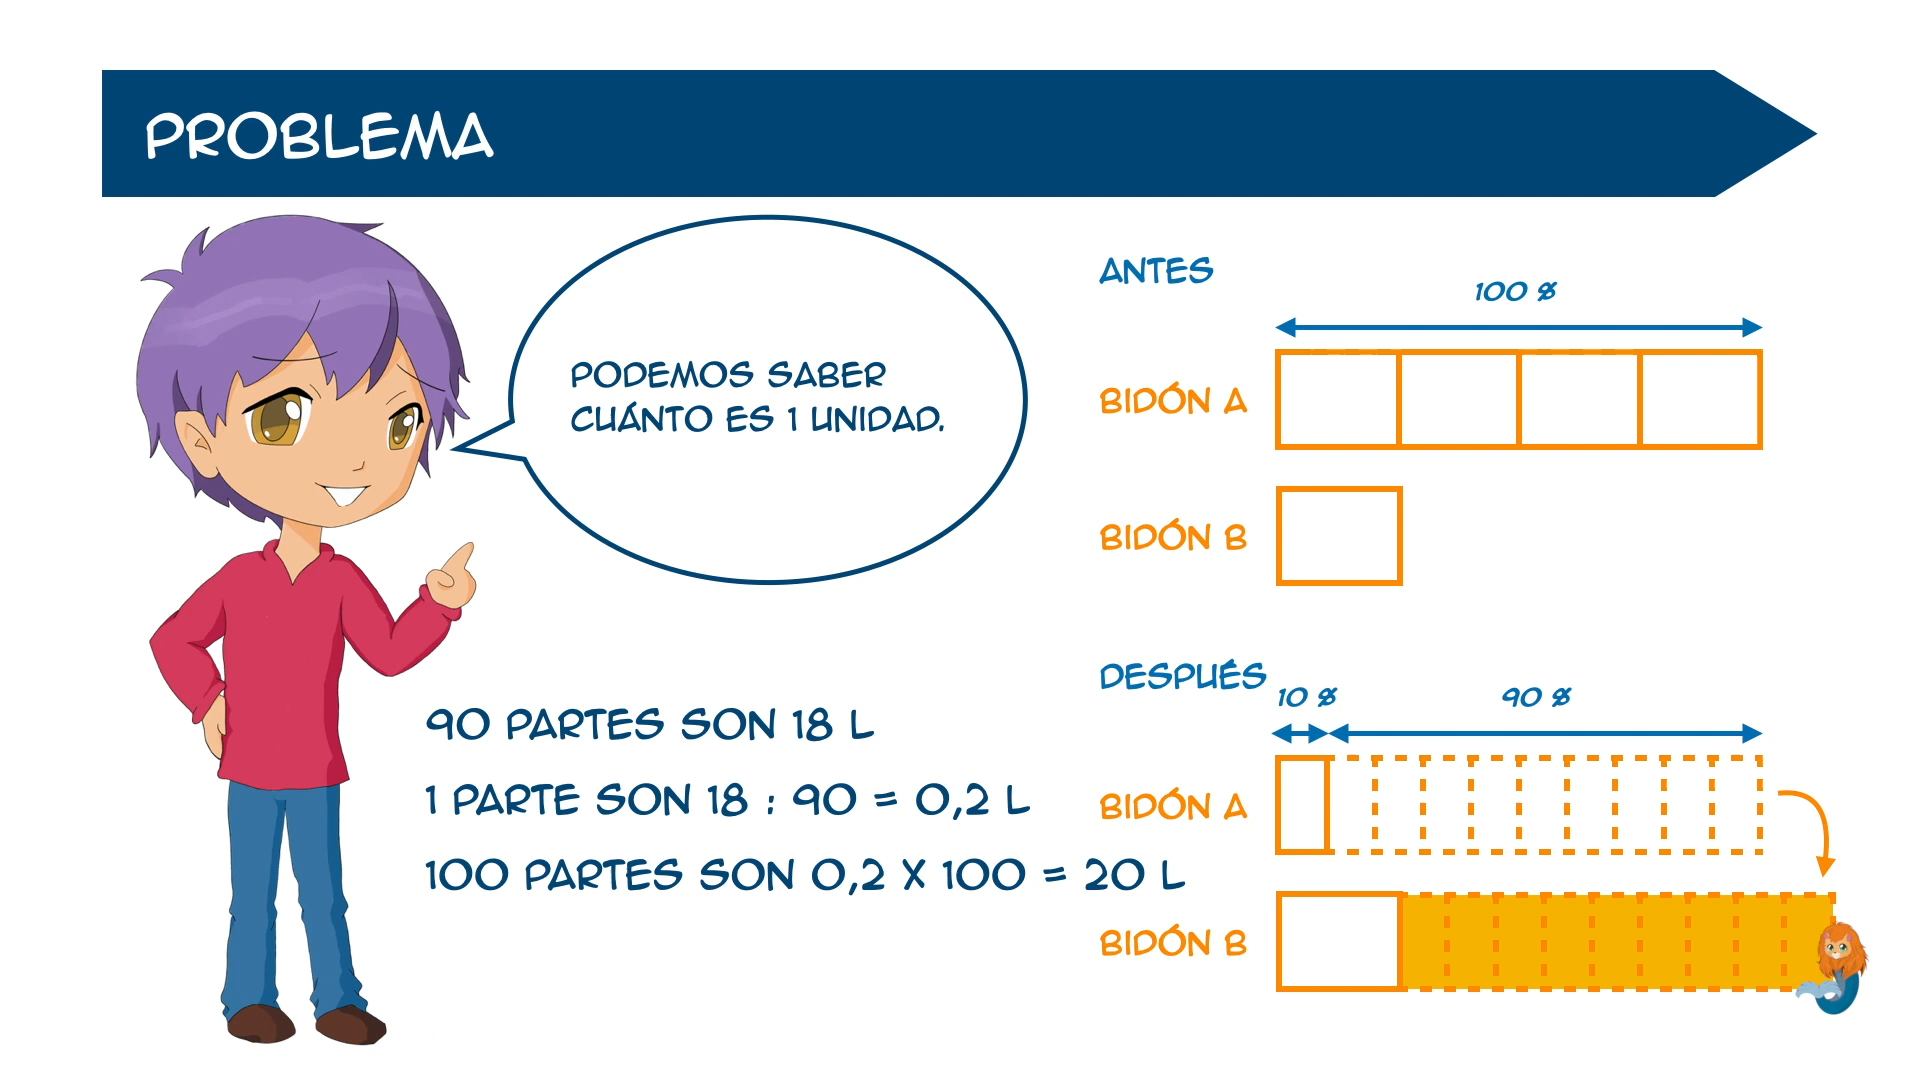 PROBLEMA
PODEMOS SABER
CUÁNTO ES 1 UNIDAD.
90 PARTES SON 18 L
1 PARTE SON 18 : 90 = 0,2 L
100 PARTES SON 0,2 X 100 = 20 L
ANTES
100 %
BIDÓN A
BIDÓN B
DESPUÉS
10 %
90 %
BIDÓN A
BIDÓN B